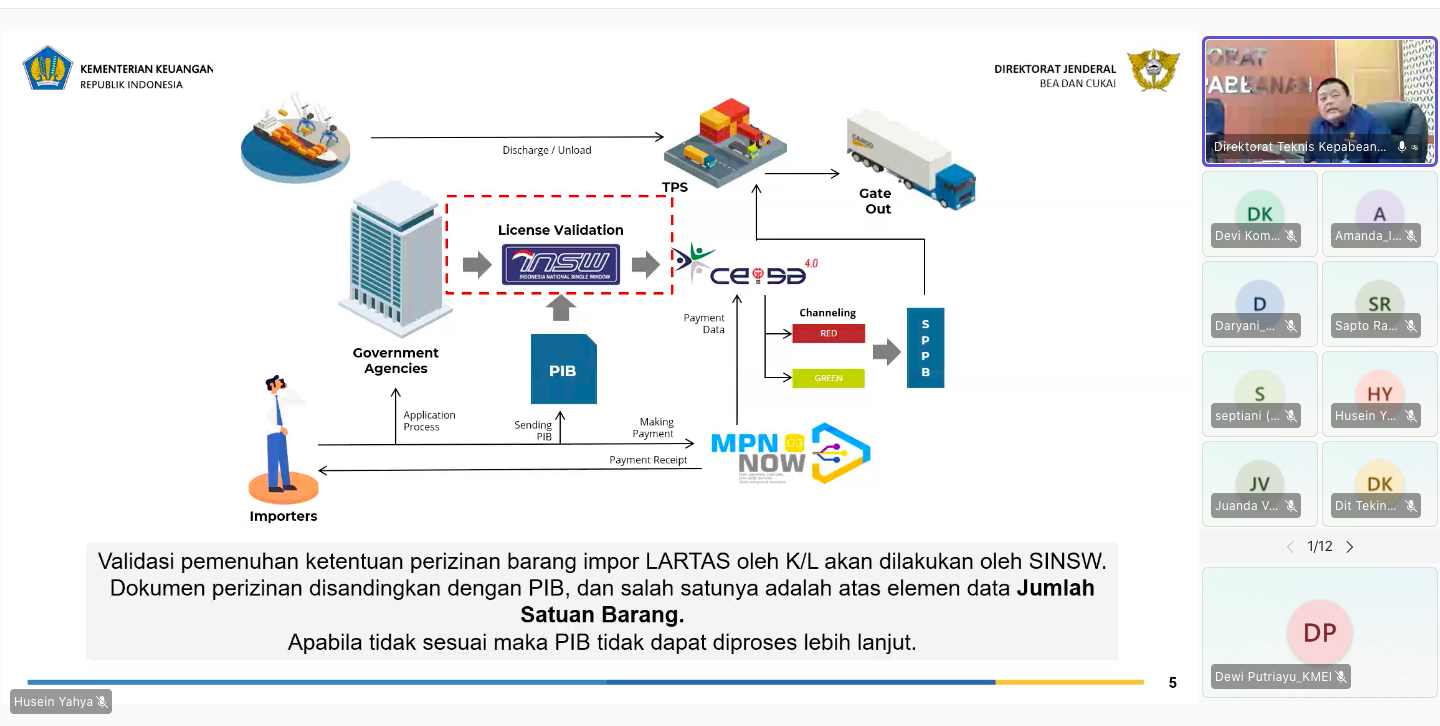 KEMENTERIAN KEUANGAN
REPUBLIK INDONESIA
DIREKTORAT JENDERAL
BEA DAN CUKAI
Discharge / Unload
TPS
CARGO
Gate
Out
License Validation
INSW
INDONESIA NATIONAL SINGLE WINDOW
CEISA 4.0
Government
Agencies
PIB
Payment
Data
Channeling
RED
GREEN
S
P
P
B
Application
Process
Sending
PIB
Making
Payment
Payment Receipt
MPN G3
NOW
Importers
Validasi pemenuhan ketentuan perizinan barang impor LARTAS oleh K/L akan dilakukan oleh SINSW.
Dokumen perizinan disandingkan dengan PIB, dan salah satunya adalah atas elemen data Jumlah
Satuan Barang.
Apabila tidak sesuai maka PIB tidak dapat diproses lebih lanjut.
5
Husein Yahya
ORAT
PABEANAN
Direktorat Teknis Kepabean...
DK
Devi Kom...
A
Amanda_I...
D
Daryani_...
SR
Sapto Ra...
S
septiani (...
HY
Husein Y...
JV
Juanda V...
DK
Dit Tekin...
1/12
DP
Dewi Putriayu_KMEI